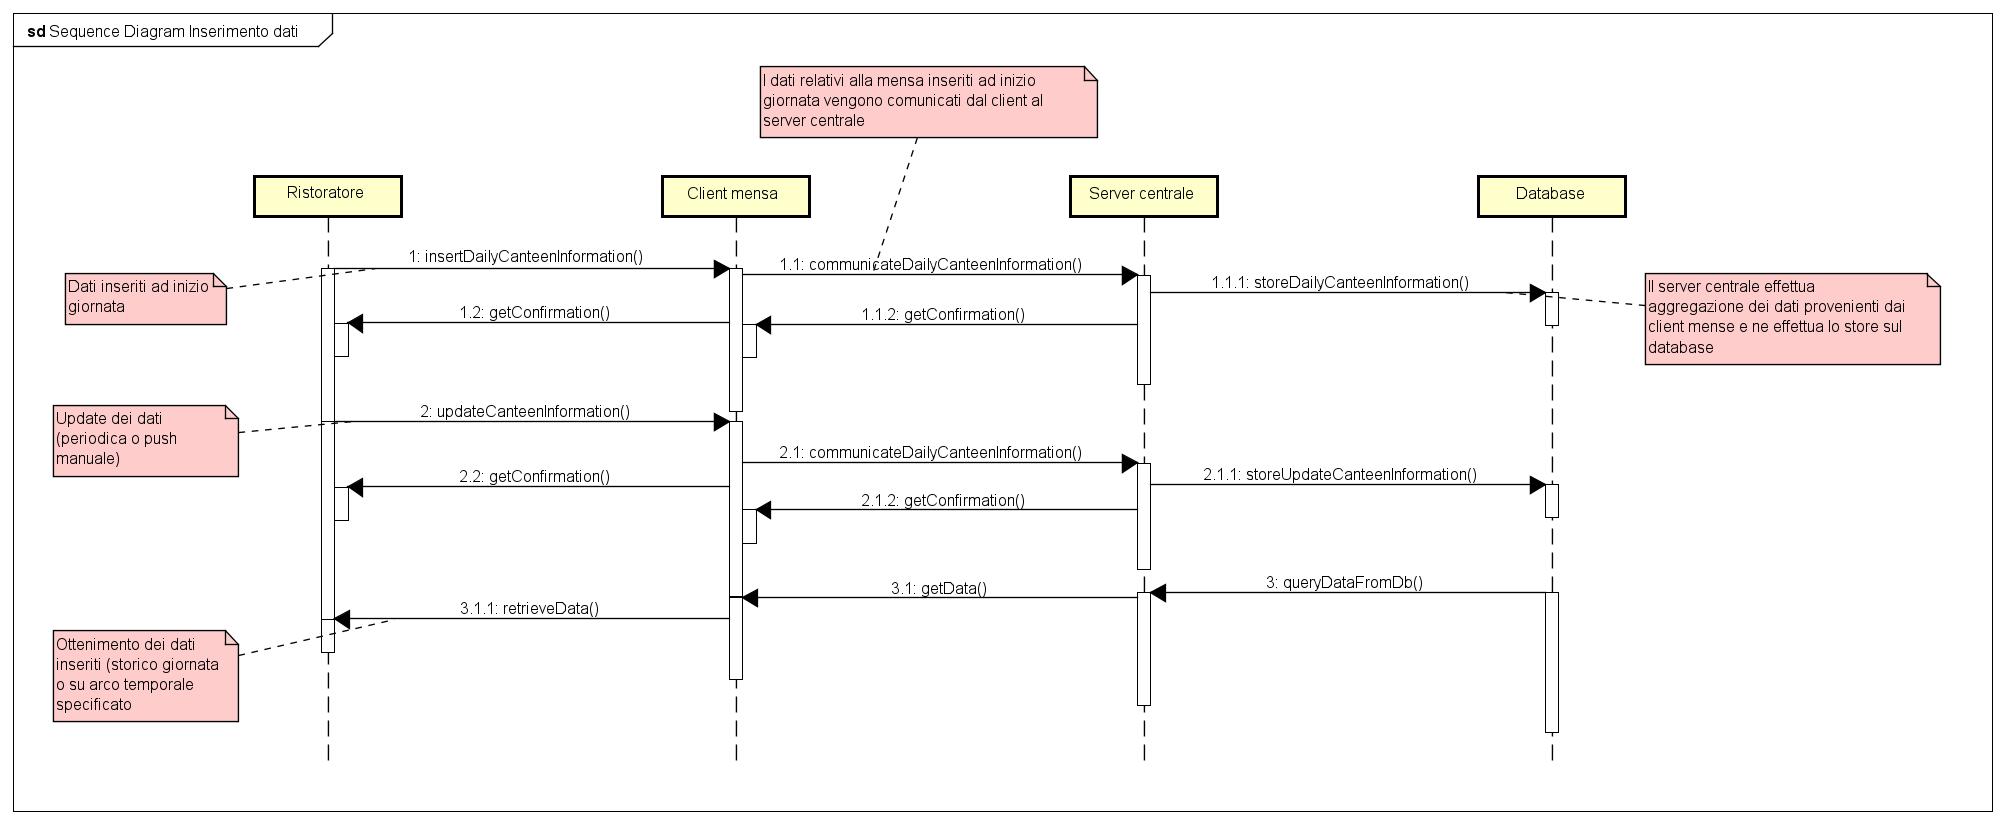 sd Sequence Diagram Inserimento dati
I dati relativi alla mensa inseriti ad inizio
giornata vengono comunicati dal client al
server centrale
Ristoratore
Client mensa
Server centrale
Database
1: insertDailyCanteenInformation()
1.1: communicateDailyCanteenInformation()
1.1.1: storeDailyCanteenInformation()
Dati inseriti ad inizio
giornata
Il server centrale effettua
aggregazione dei dati provenienti dai
client mense e ne effettua lo store sul
database
1.2: getConfirmation()
1.1.2: getConfirmation()
Update dei dati
(periodica o push
manuale)
2: updateCanteenInformation()
2.1: communicateDailyCanteenInformation()
2.2: getConfirmation()
2.1.1: storeUpdateCanteenInformation()
2.1.2: getConfirmation()
3: queryDataFromDb()
3.1: getData()
3.1.1: retrieveData()
Ottenimento dei dati
inseriti (storico giornata
o su arco temporale
specificato